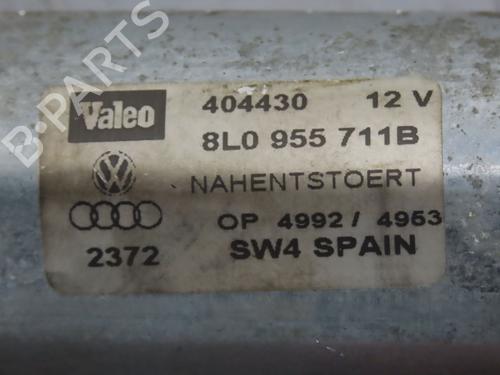 Valeo 404430 12 V
8L0 955 711B
NAHENTSTOERT
OP 4992 / 4953
2372 SW4 SPAIN
B-PARTS